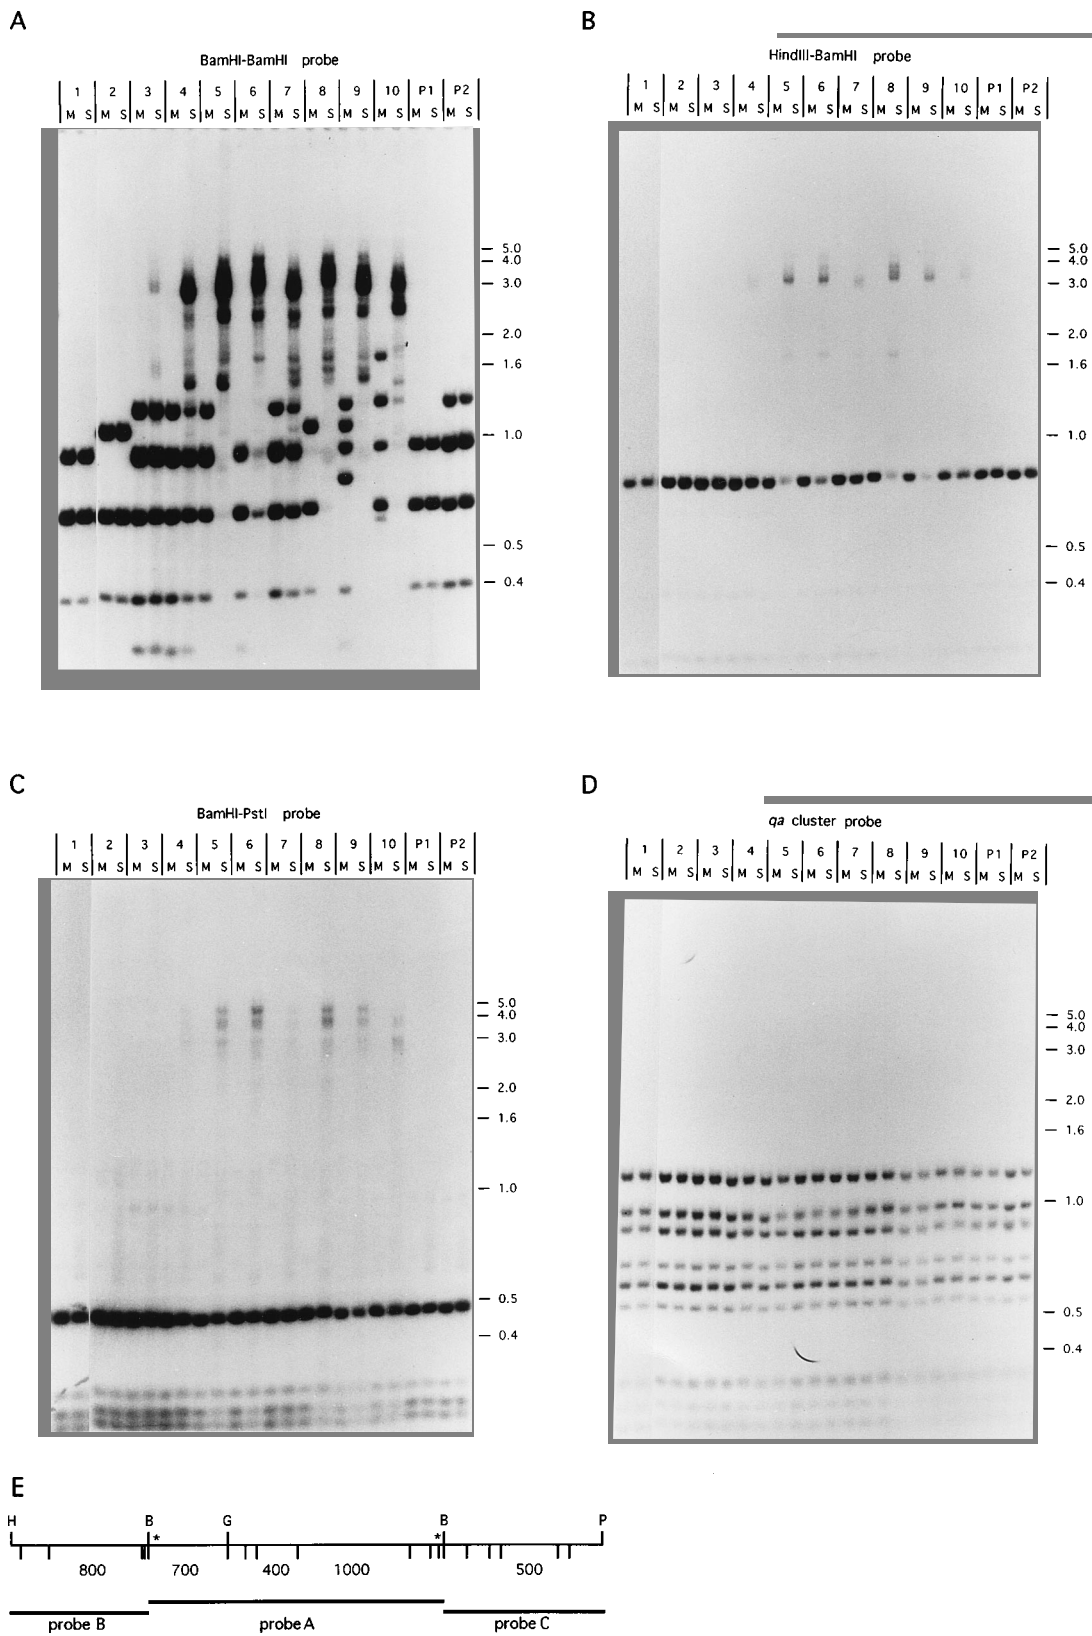 A
BamHI-BamHI probe
1 2 3 4 5 6 7 8 9 10 P1 P2
M S M S M S M S M S M S M S M S M S M S M S M S
5.0
4.0
3.0
2.0
1.6
1.0
0.5
0.4
B
HindIII-BamHI probe
1 2 3 4 5 6 7 8 9 10 P1 P2
M S M S M S M S M S M S M S M S M S M S M S M S
5.0
4.0
3.0
2.0
1.6
1.0
0.5
0.4
C
BamHI-PstI probe
1 2 3 4 5 6 7 8 9 10 P1 P2
M S M S M S M S M S M S M S M S M S M S M S M S
5.0
4.0
3.0
2.0
1.6
1.0
0.5
0.4
D
qa cluster probe
1 2 3 4 5 6 7 8 9 10 P1 P2
M S M S M S M S M S M S M S M S M S M S M S M S
5.0
4.0
3.0
2.0
1.6
1.0
0.5
0.4
E
H B G B P
* *
800 700 400 1000 500
probe B probe A probe C